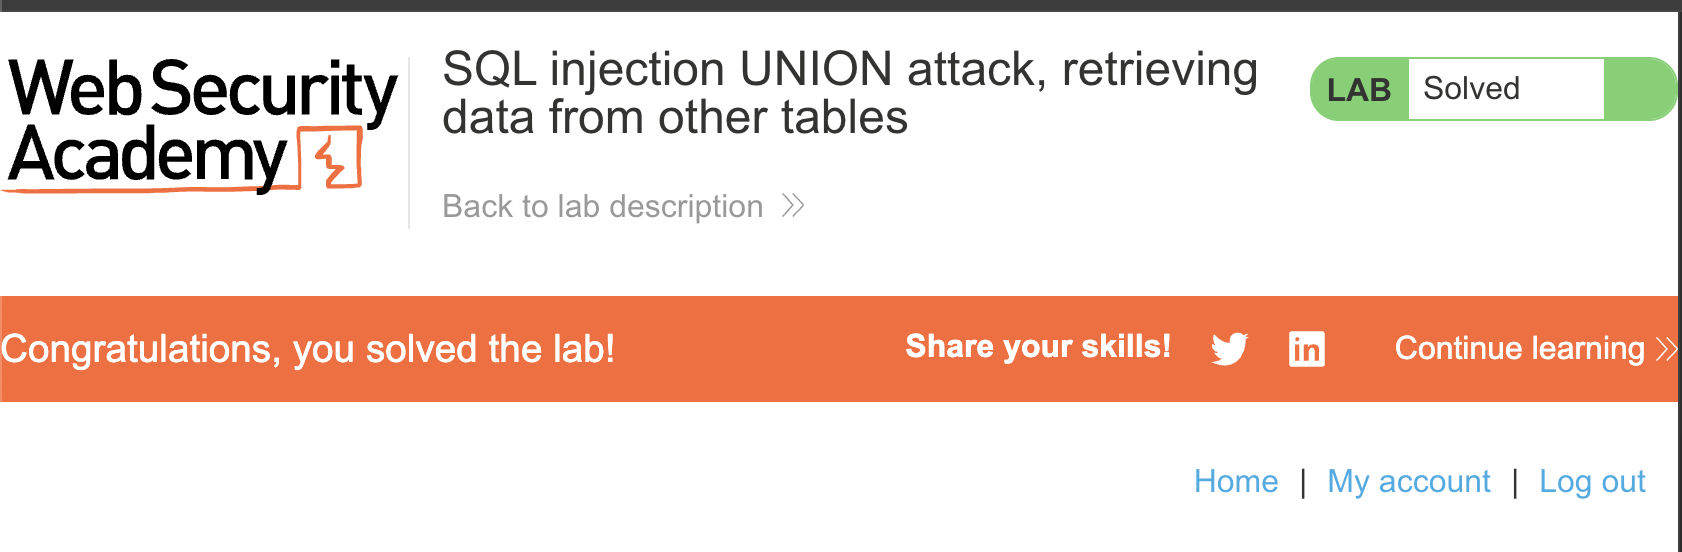 Web Security
Academy
SQL injection UNION attack, retrieving
data from other tables
Back to lab description
LAB Solved
Congratulations, you solved the lab!
Share your skills!
Continue learning
Home | My account | Log out